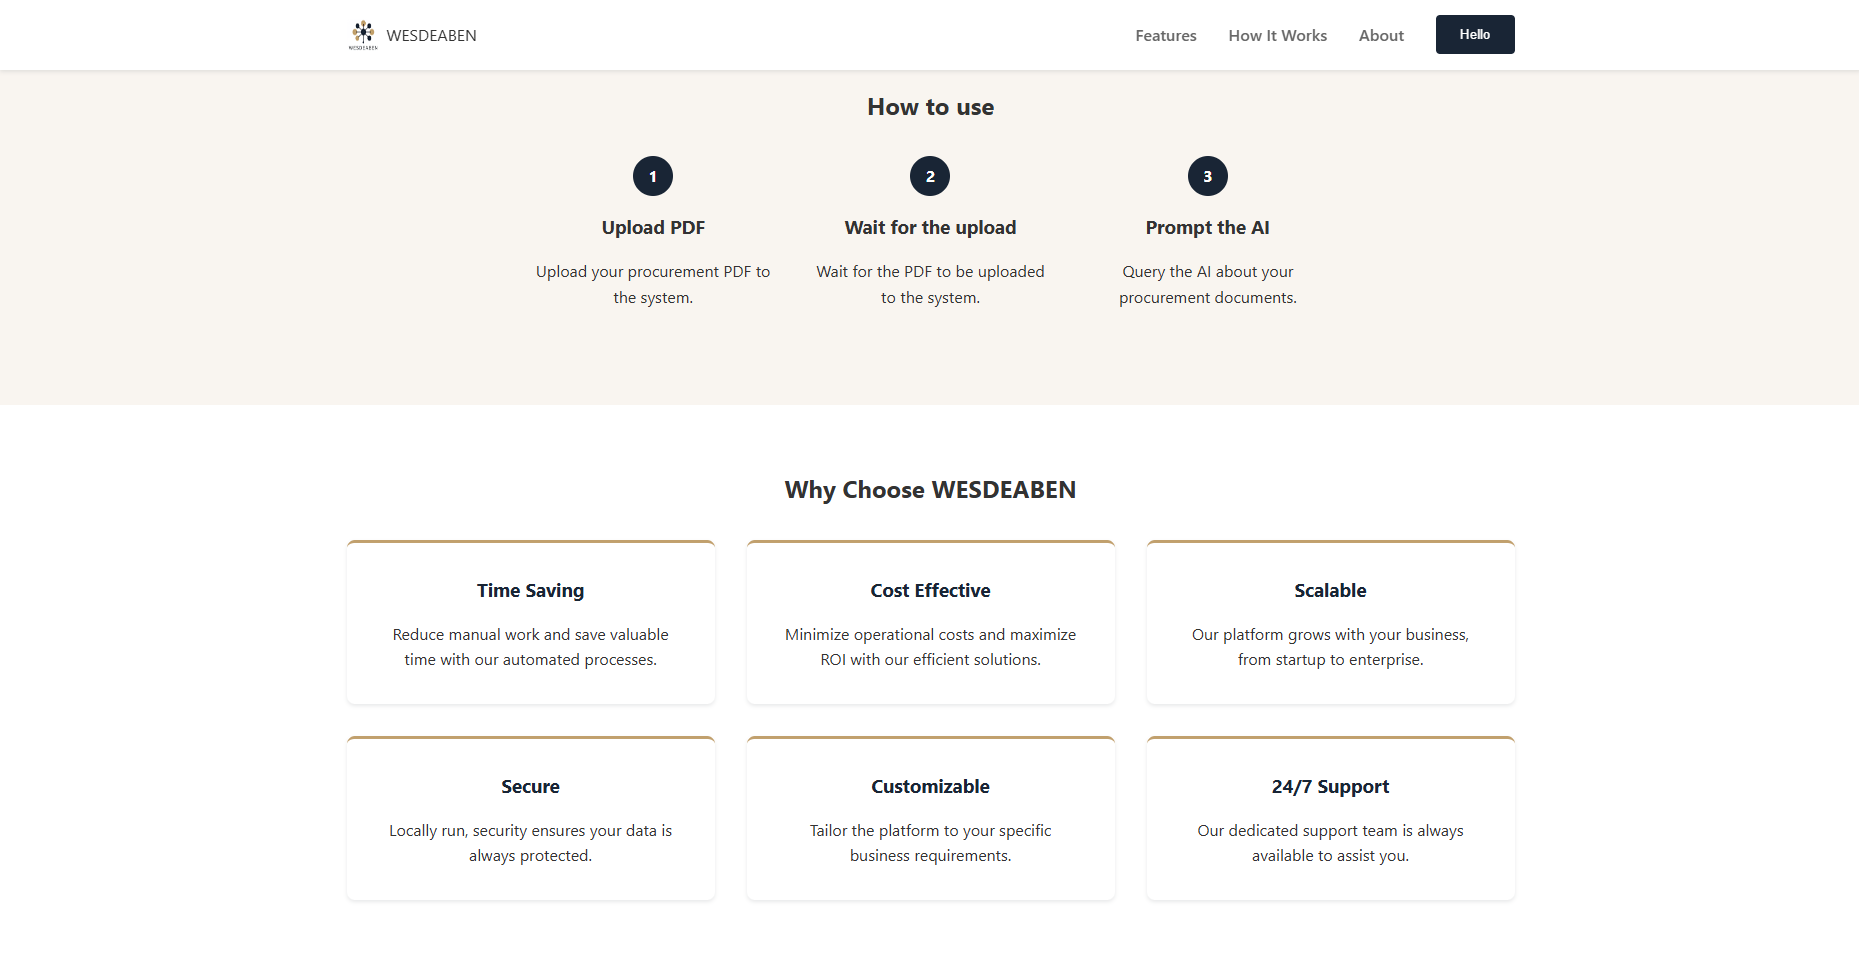 WESDEABEN
WESDEABEN
Features
How It Works
About
Hello
How to use
1
2
3
Upload PDF
Wait for the upload
Prompt the AI
Upload your procurement PDF to
the system.
Wait for the PDF to be uploaded
to the system.
Query the AI about your
procurement documents.
Why Choose WESDEABEN
Time Saving
Reduce manual work and save valuable
time with our automated processes.
Cost Effective
Minimize operational costs and maximize
ROI with our efficient solutions.
Scalable
Our platform grows with your business,
from startup to enterprise.
Secure
Locally run, security ensures your data is
always protected.
Customizable
Tailor the platform to your specific
business requirements.
24/7 Support
Our dedicated support team is always
available to assist you.